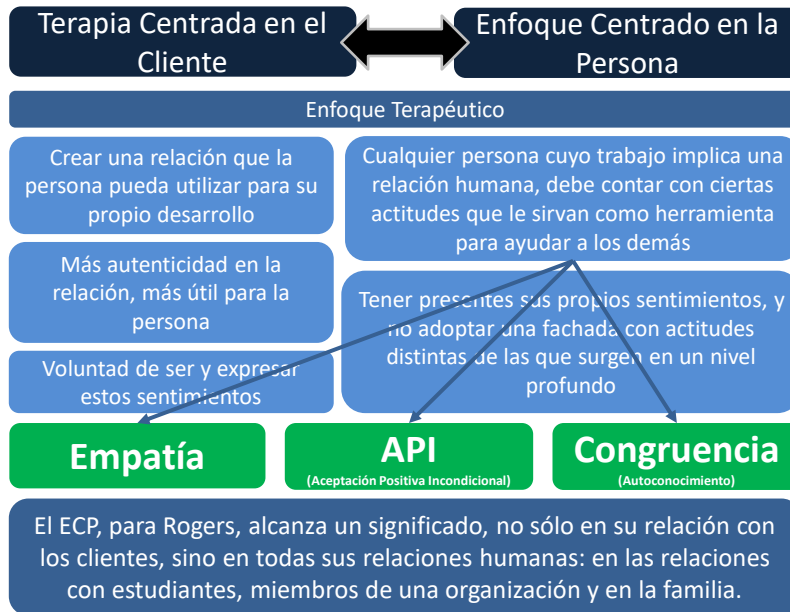 Terapia Centrada en el
Cliente
Enfoque Centrado en la
Persona
Enfoque Terapéutico
Crear una relación que la
persona pueda utilizar para su
propio desarrollo
Más autenticidad en la
relación, más útil para la
persona
Voluntad de ser y expresar
estos sentimientos
Cualquier persona cuyo trabajo implica una
relación humana, debe contar con ciertas
actitudes que le sirvan como herramienta
para ayudar a los demás
Tener presentes sus propios sentimientos, y
no adoptar una fachada con actitudes
distintas de las que surgen en un nivel
profundo
Empatía
API
(Aceptación Positiva Incondicional)
Congruencia
(Autoconocimiento)
El ECP, para Rogers, alcanza un significado, no sólo en su relación con
los clientes, sino en todas sus relaciones humanas: en las relaciones
con estudiantes, miembros de una organización y en la familia.